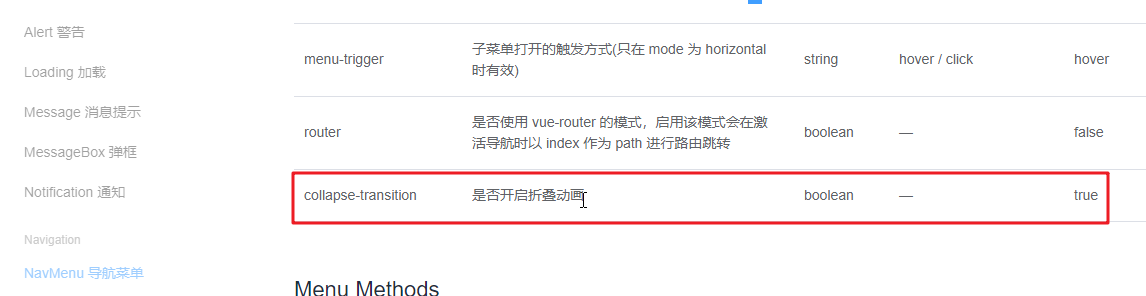 Alert 警告
Loading 加载
Message 消息提示
MessageBox 弹框
Notification 通知
Navigation
NavMenu 导航菜单
menu-trigger
子菜单打开的触发方式(只在 mode 为 horizontal
时有效)
string
hover / click
hover
router
是否使用 vue-router 的模式，启用该模式会在激
活导航时以 index 作为 path 进行路由跳转
boolean
—
false
collapse-transition
是否开启折叠动画
boolean
—
true
Menu Methods